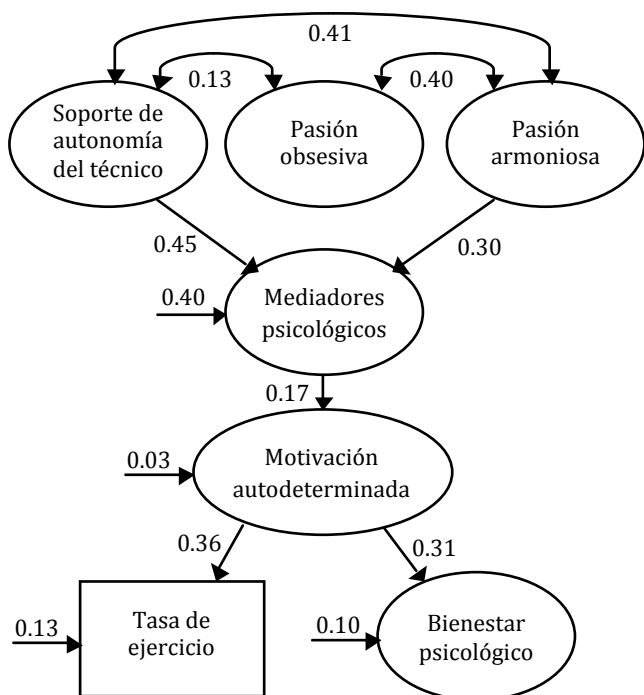 0.41
0.13
0.40
Soporte de
autonomía
del técnico
Pasión
obsesiva
Pasión
armoniosa
0.45
0.30
0.40
Mediadores
psicológicos
0.17
0.03
Motivación
autodeterminada
0.36
0.31
0.13
Tasa de
ejercicio
0.10
Bienestar
psicológico